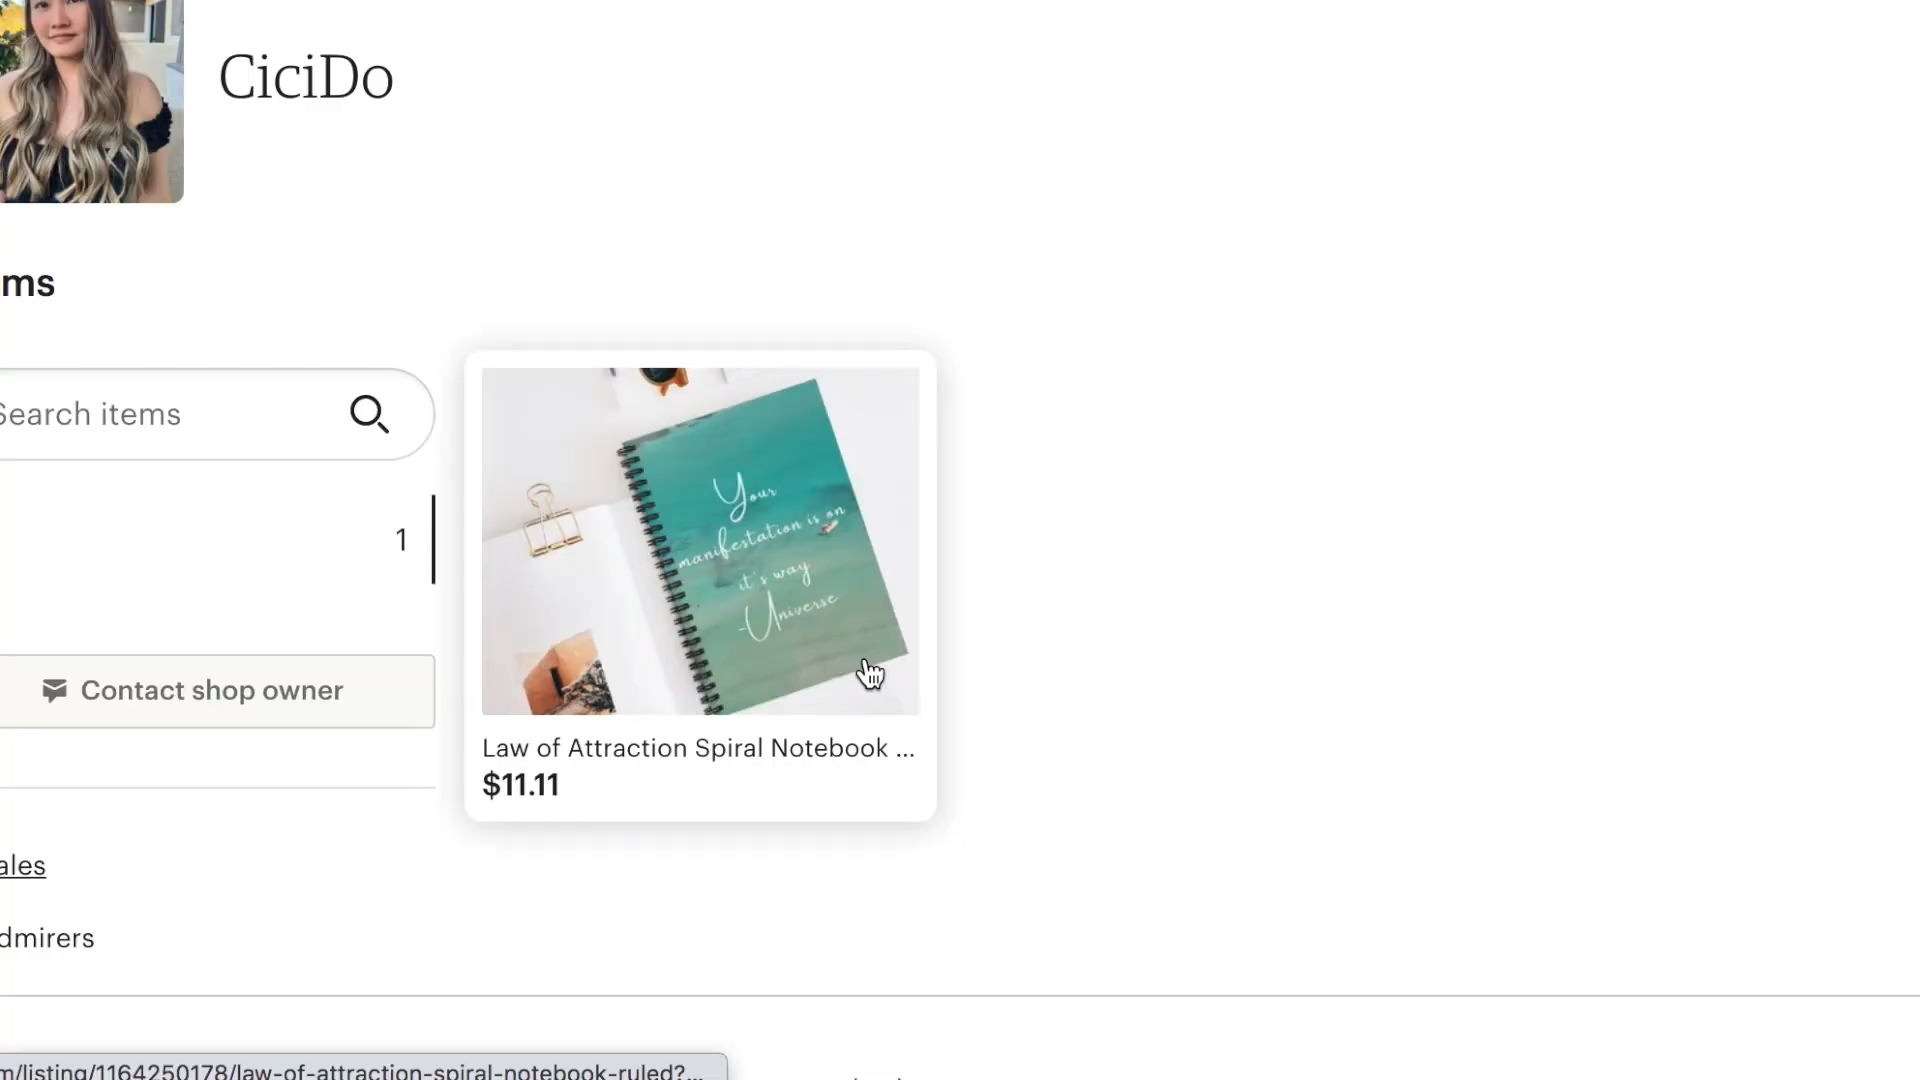 CiciDo
ms
Search items
1
Your
manifestation is on
it's way
-Universe
Contact shop owner
Law of Attraction Spiral Notebook ...
$11.11
ales
dmirers
m/listing/1164250178/law-of-attraction-spiral-notebook-ruled?...